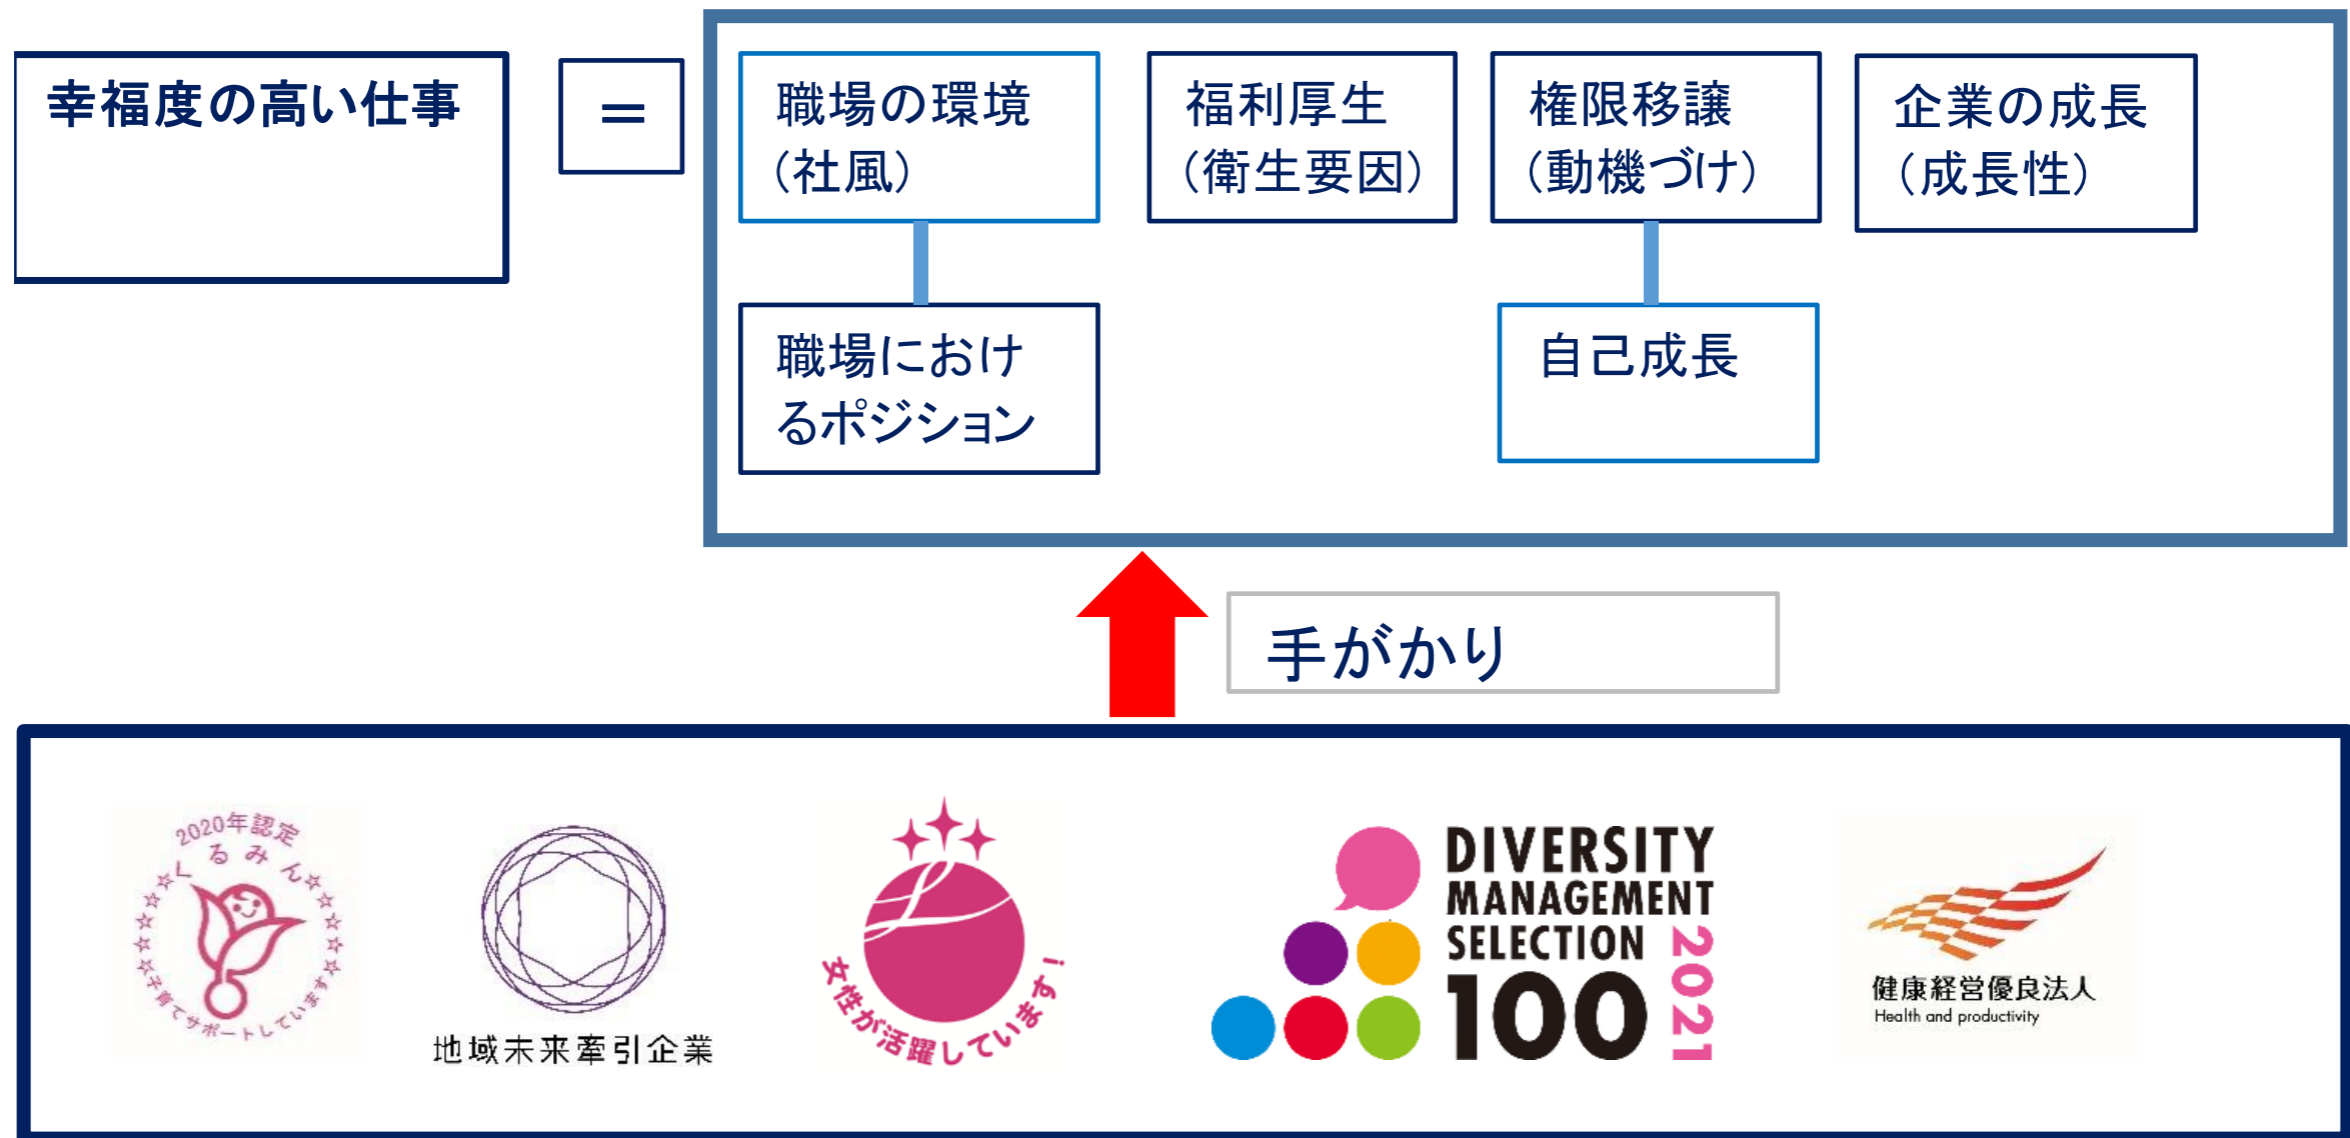 幸福度の高い仕事
＝
職場の環境
(社風)
福利厚生
(衛生要因)
権限移譲
(動機づけ)
企業の成長
(成長性)
職場におけ
るポジション
自己成長
手がかり
2020年認定
くるみん
☆☆☆☆☆☆子育てサポートしています☆☆☆☆☆☆
地域未来牽引企業
女性が活躍しています!
DIVERSITY
MANAGEMENT
SELECTION
100
2021
健康経営優良法人
Health and productivity